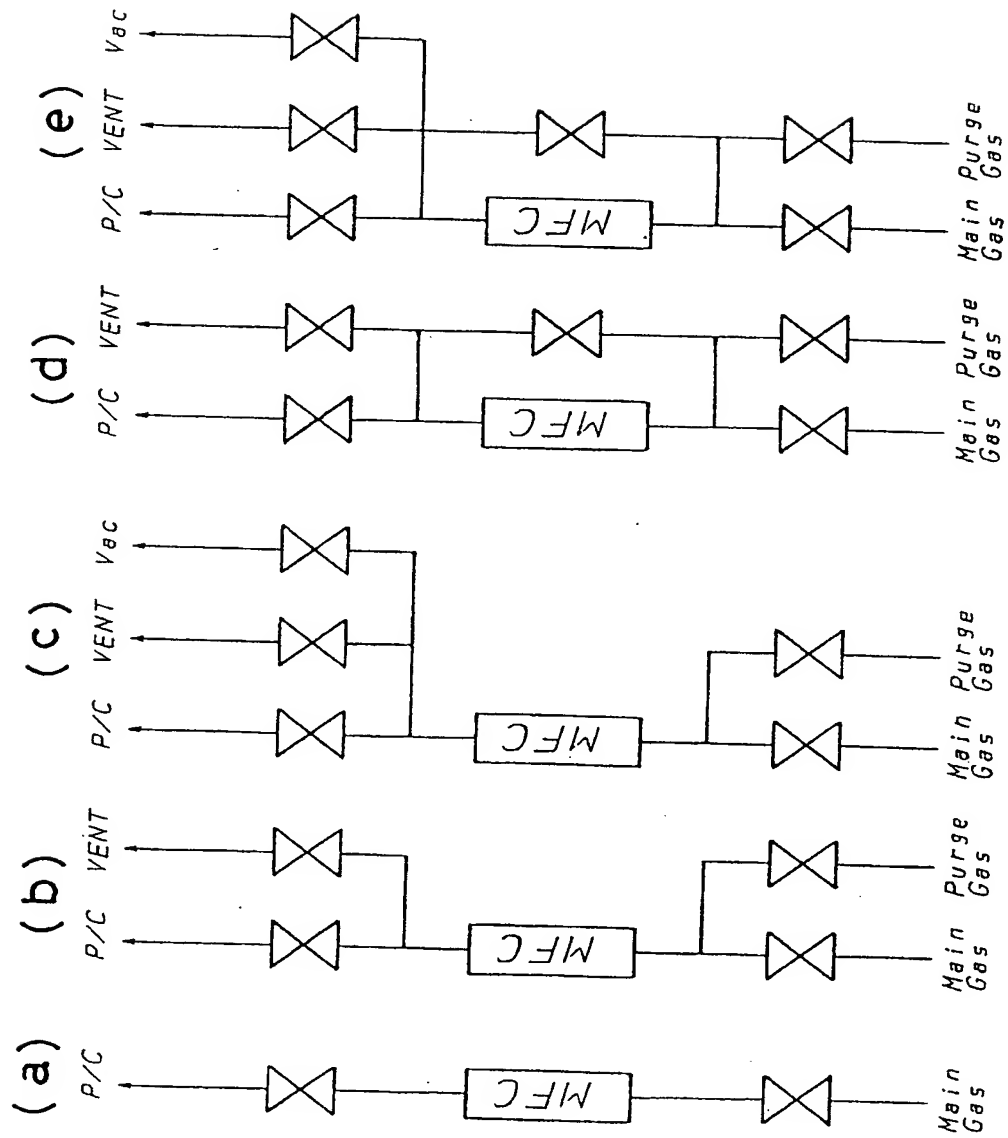 (a)
P/C
MFC
Main
Gas
(b)
P/C VENT
MFC
Main Purge
Gas Gas
(c)
P/C VENT Vac
MFC
Main Purge
Gas Gas
(d)
P/C VENT
MFC
Main Purge
Gas Gas
(e)
P/C VENT Vac
MFC
Main Purge
Gas Gas